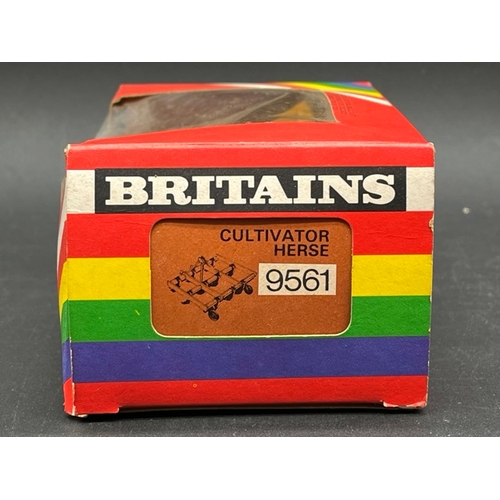 BRITAINS
CULTIVATOR
HERSE
9561